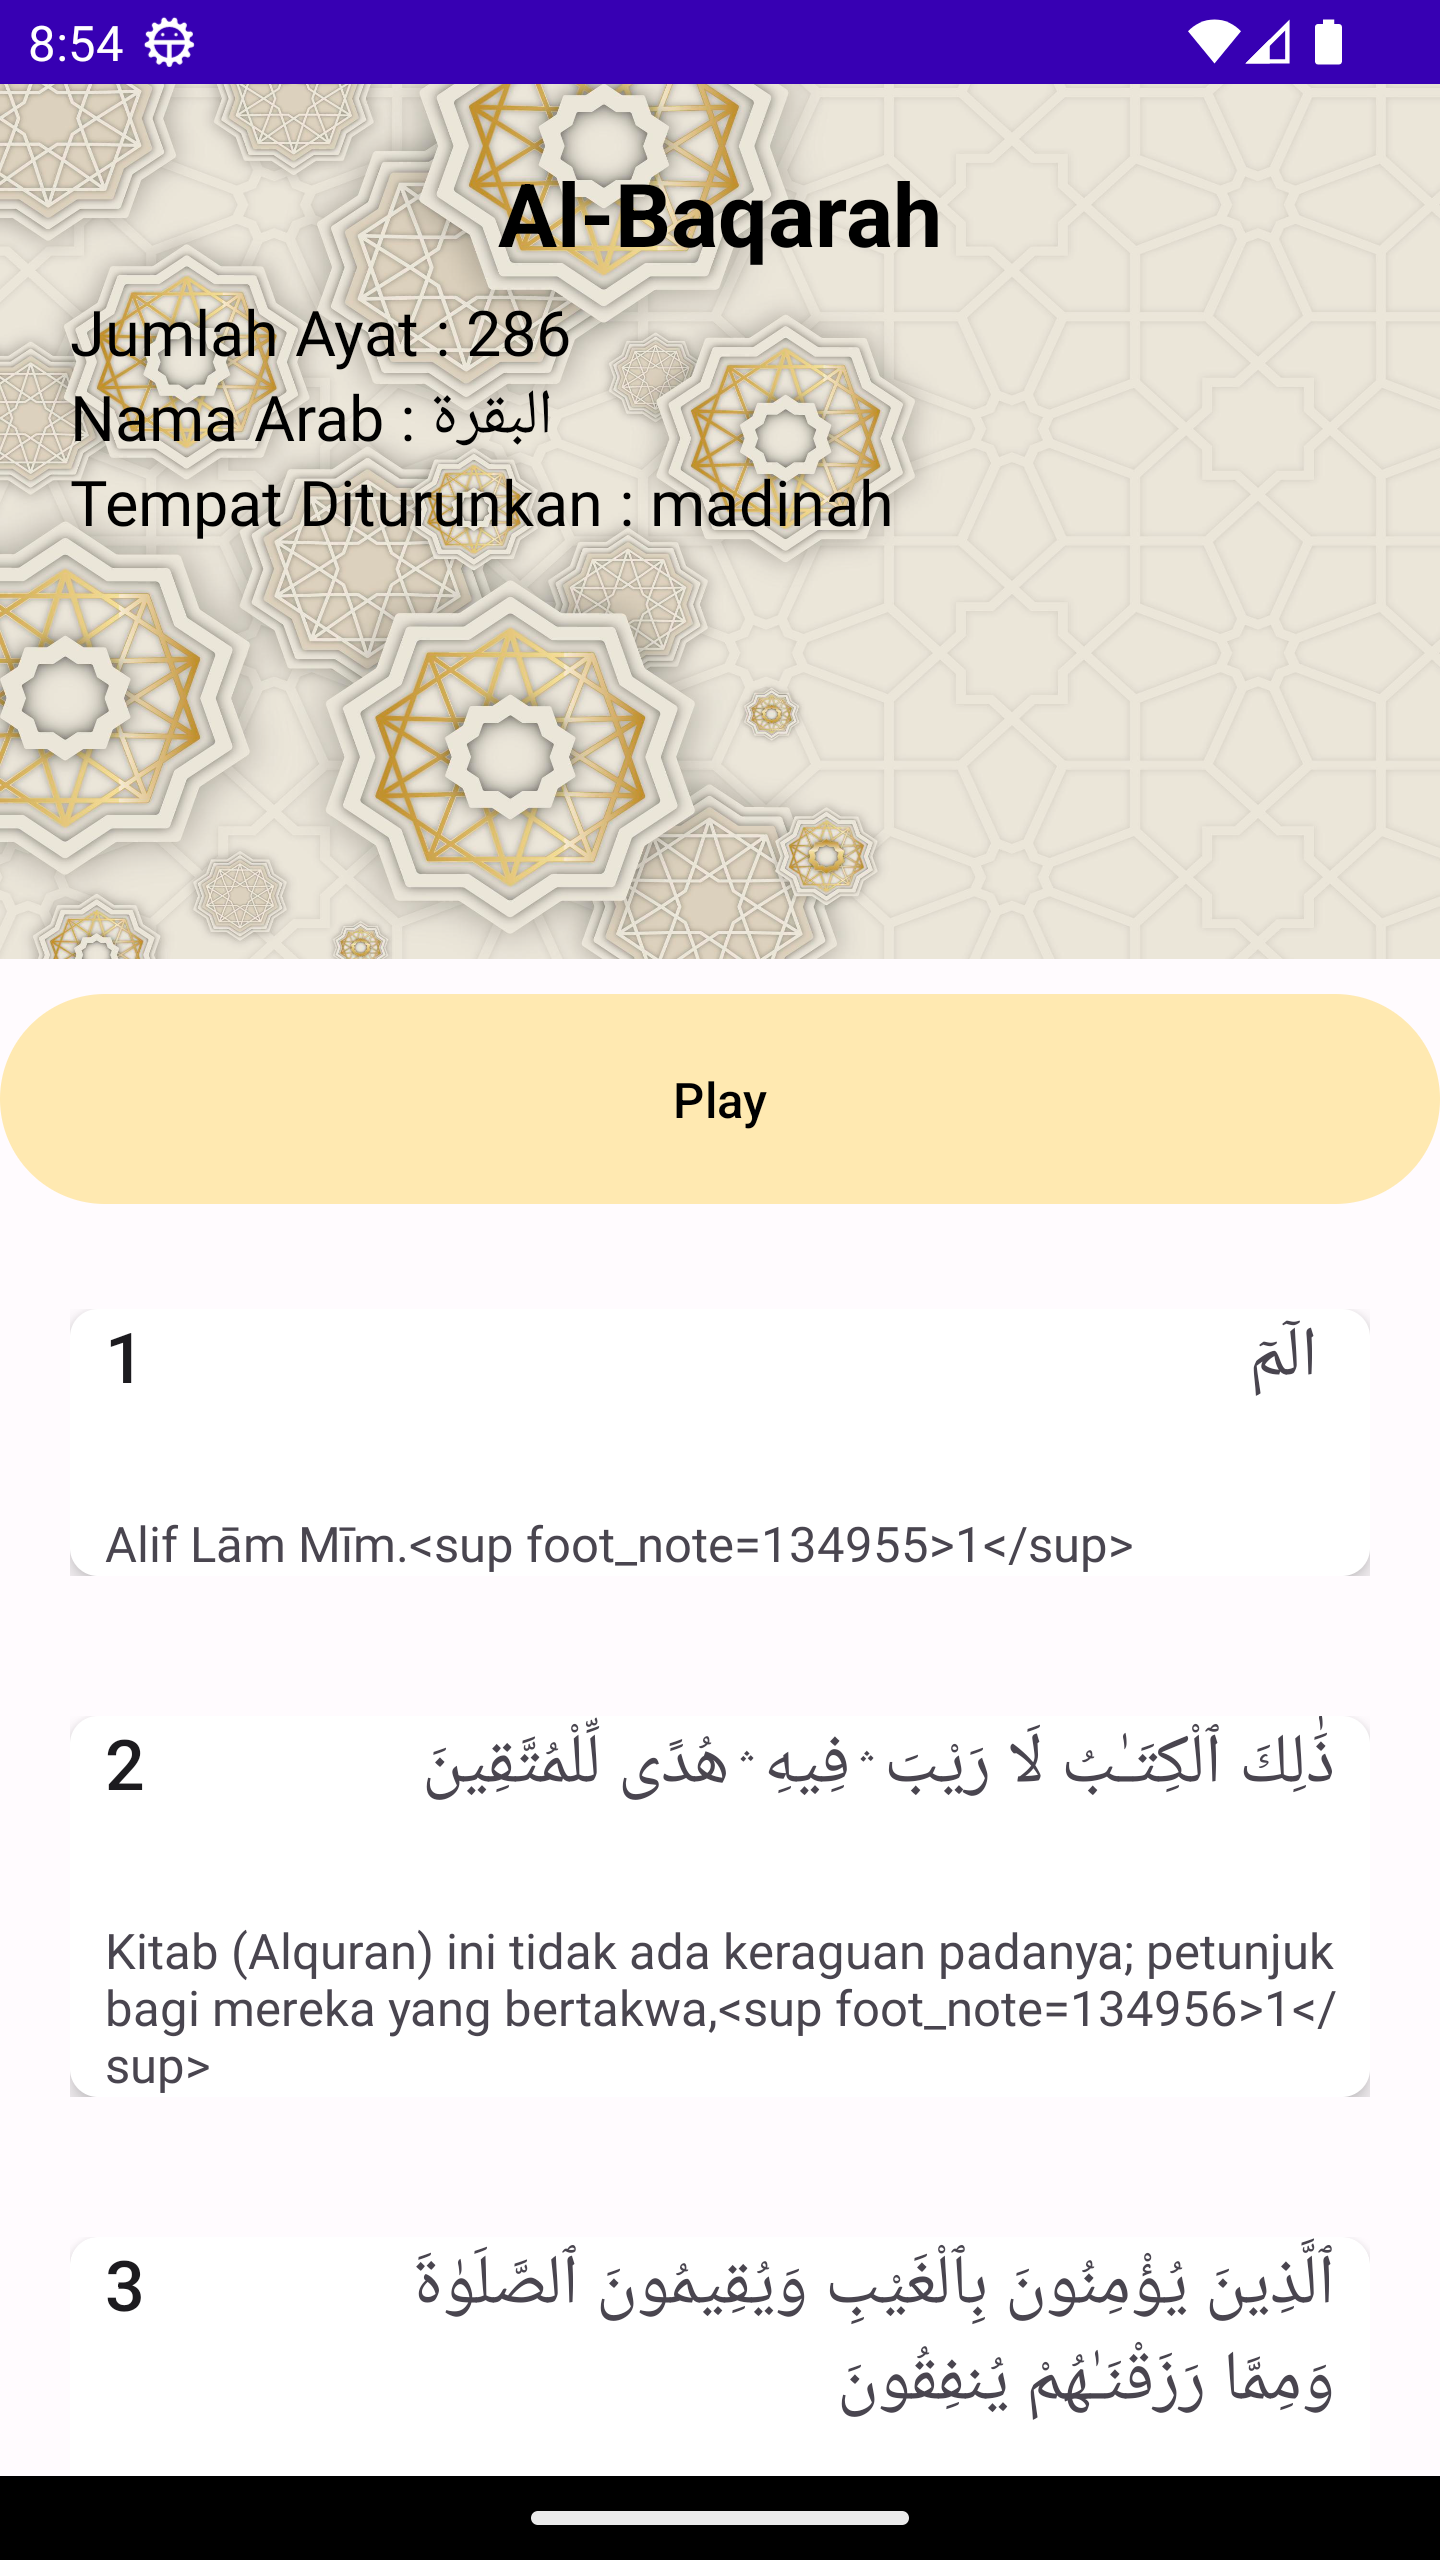 8:54
Al-Baqarah
Jumlah Ayat : 286
Nama Arab : البقرة
Tempat Diturunkan : madinah
Play
1
الٓمٓ
Alif Lām Mīm.<sup foot_note=134955>1</sup>
2
ذَٰلِكَ ٱلْكِتَـٰبُ لَا رَيْبَ ۛ فِيهِ ۛ هُدًى لِّلْمُتَّقِينَ
Kitab (Alquran) ini tidak ada keraguan padanya; petunjuk
bagi mereka yang bertakwa,<sup foot_note=134956>1</
sup>
3
ٱلَّذِينَ يُؤْمِنُونَ بِٱلْغَيْبِ وَيُقِيمُونَ ٱلصَّلَوٰةَ
وَمِمَّا رَزَقْنَـٰهُمْ يُنفِقُونَ